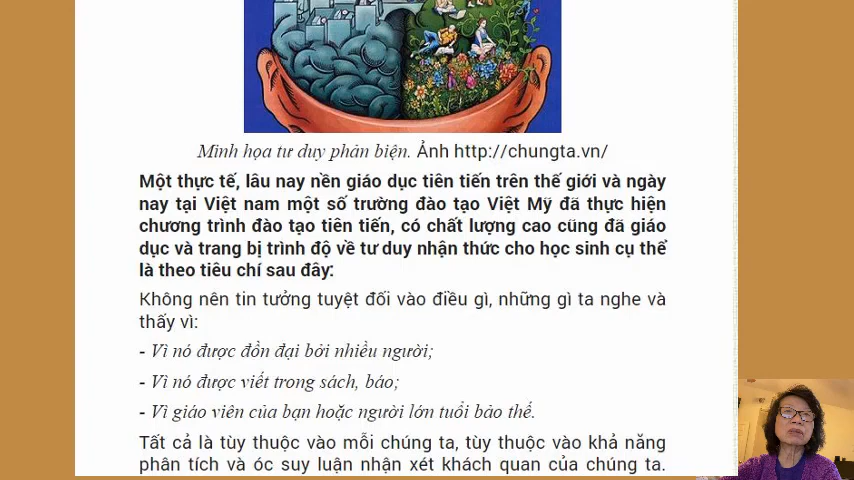 Minh họa tư duy phản biện. Ảnh http://chungta.vn/
Một thực tế, lâu nay nền giáo dục tiên tiến trên thế giới và ngày
nay tại Việt nam một số trường đào tạo Việt Mỹ đã thực hiện
chương trình đào tạo tiên tiến, có chất lượng cao cũng đã giáo
dục và trang bị trình độ về tư duy nhận thức cho học sinh cụ thể
là theo tiêu chí sau đây:
Không nên tin tưởng tuyệt đối vào điều gì, những gì ta nghe và
thấy vì:
- Vì nó được đồn đại bởi nhiều người;
- Vì nó được viết trong sách, báo;
- Vì giáo viên của bạn hoặc người lớn tuổi bảo thế.
Tất cả là tùy thuộc vào mỗi chúng ta, tùy thuộc vào khả năng
phân tích và óc suy luận nhận xét khách quan của chúng ta.